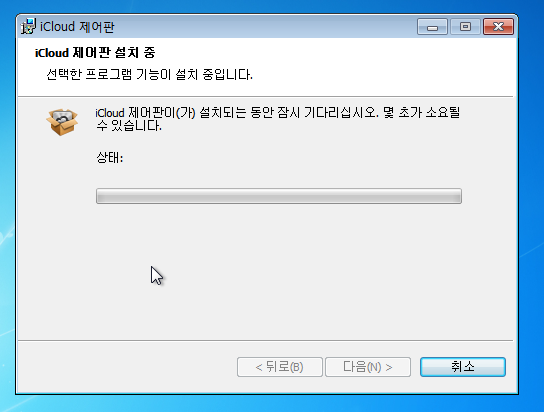 iCloud 제어판
iCloud 제어판 설치 중
선택한 프로그램 기능이 설치 중입니다.
iCloud 제어판이(가) 설치되는 동안 잠시 기다리십시오. 몇 초가 소요될
수 있습니다.
상태:
< 뒤로(B)
다음(N) >
취소